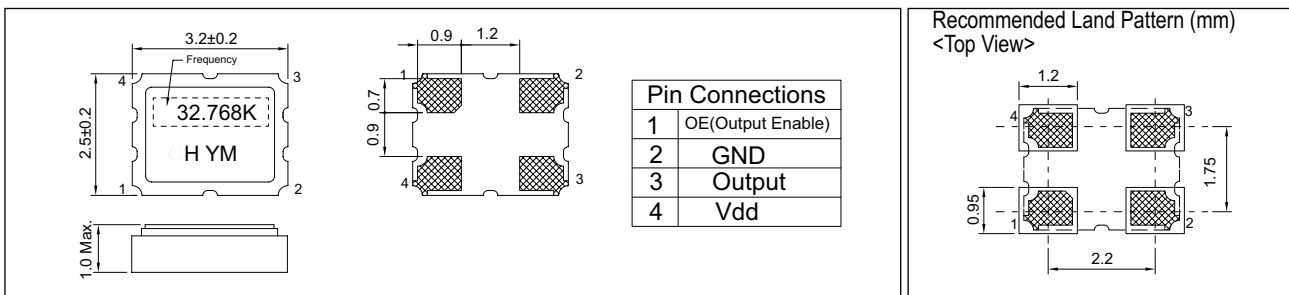 3.2±0.2
Frequency
4
3
32.768K
H YM
2.5±0.2
1
2
1.0 Max.
0.9
1.2
1
2
0.7
0.9
4
3
Pin Connections
1 OE(Output Enable)
2 GND
3 Output
4 Vdd
Recommended Land Pattern (mm)
<Top View>
1.2
4
3
1.75
0.95
1
2
2.2